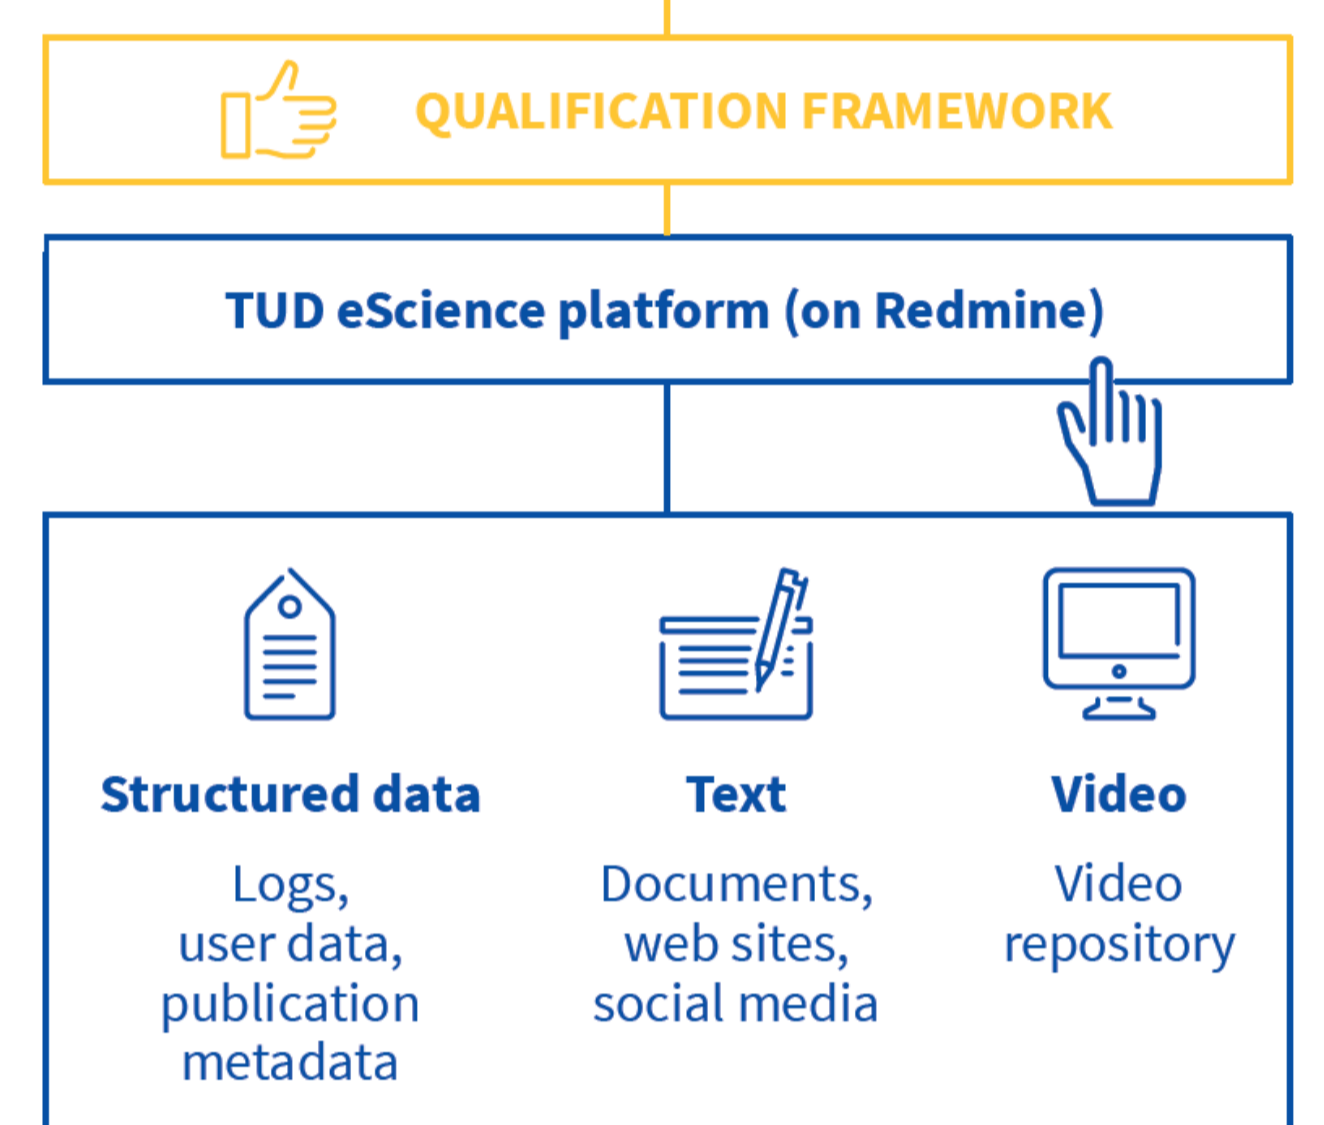 QUALIFICATION FRAMEWORK
TUD eScience platform (on Redmine)
Structured data
Logs,
user data,
publication
metadata
Text
Documents,
web sites,
social media
Video
Video
repository